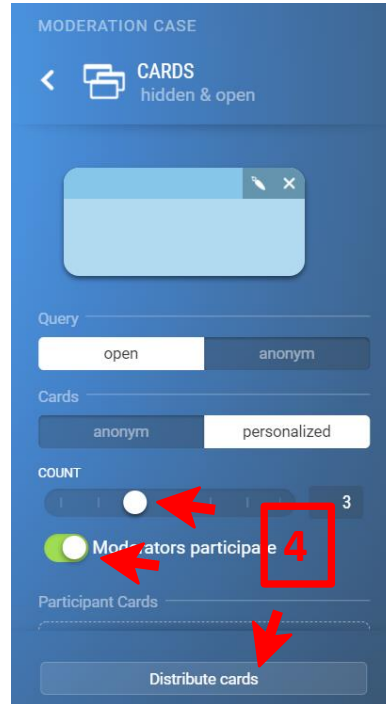 MODERATION CASE
CARDS
hidden & open
Query
open anonym
Cards
anonym personalized
COUNT
3
Moderators participate 4
Participant Cards
Distribute cards